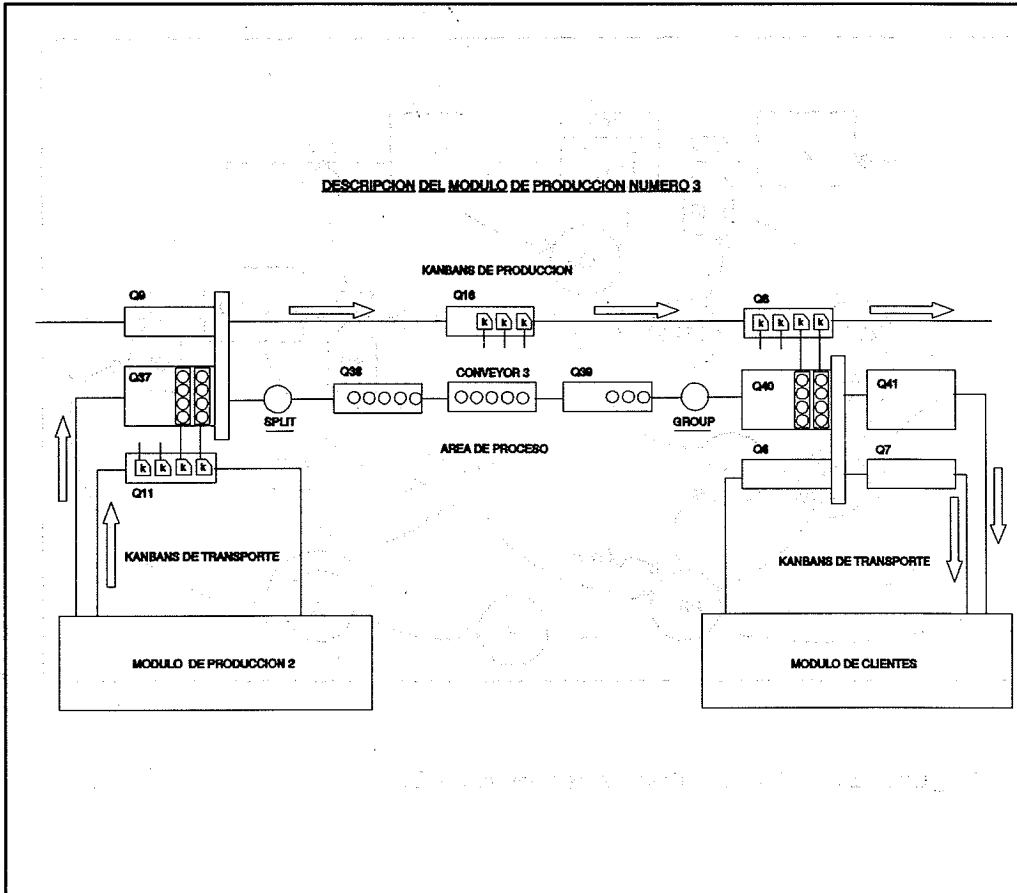 DESCRIPCION DEL MODULO DE PRODUCCION NUMERO 3
KANBANS DE PRODUCCION
Q9
Q16
Q8
k k k
k k k k
Q37
Q38
CONVEYOR 3
Q39
Q40
Q41
SPLIT
GROUP
AREA DE PROCESO
k k k k
Q11
Q6
Q7
KANBANS DE TRANSPORTE
KANBANS DE TRANSPORTE
MODULO DE PRODUCCION 2
MODULO DE CLIENTES